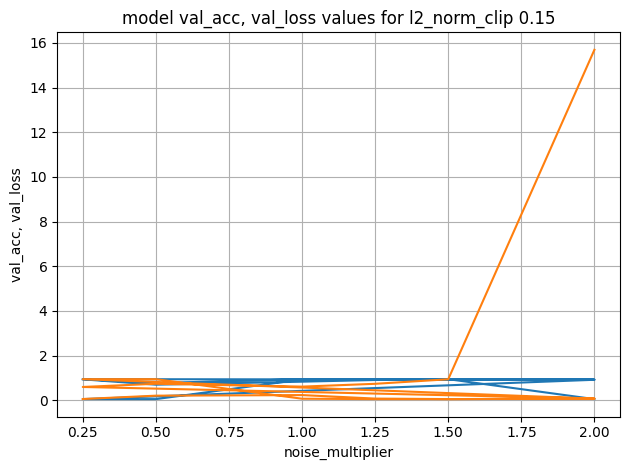 model val_acc, val_loss values for l2_norm_clip 0.15
val_acc, val_loss
16
14
12
10
8
6
4
2
0
0.25 0.50 0.75 1.00 1.25 1.50 1.75 2.00
noise_multiplier